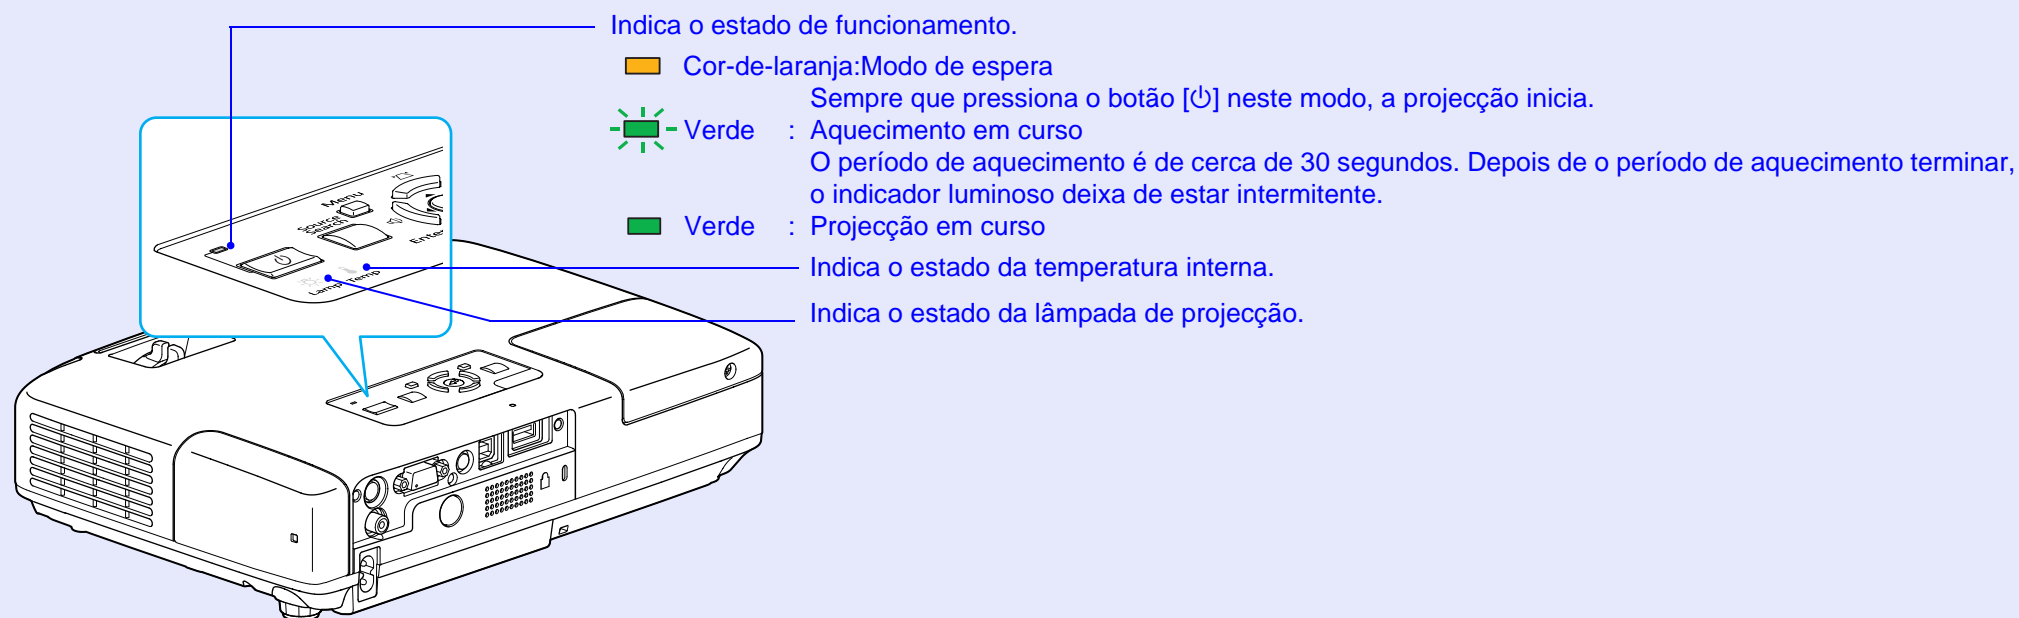 Indica o estado de funcionamento.
Cor-de-laranja:Modo de espera
Sempre que pressiona o botão [⏻] neste modo, a projecção inicia.
Verde : Aquecimento em curso
O período de aquecimento é de cerca de 30 segundos. Depois de o período de aquecimento terminar,
o indicador luminoso deixa de estar intermitente.
Verde : Projecção em curso
Indica o estado da temperatura interna.
Indica o estado da lâmpada de projecção.
Menu
Source
Search
Enter
Lamp Temp